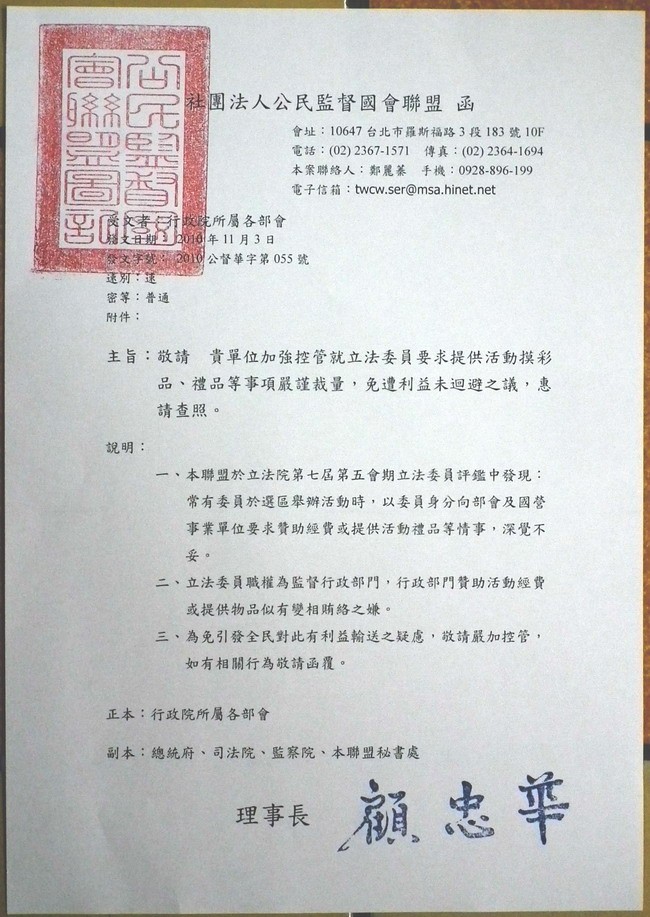 公民監督國會聯盟圖記
社團法人公民監督國會聯盟 函
會址：10647 台北市羅斯福路 3 段 183 號 10F
電話：(02) 2367-1571 傳真：(02) 2364-1694
本案聯絡人：鄭麗蓁 手機：0928-896-199
電子信箱：twcw.ser@msa.hinet.net
受文者：行政院所屬各部會
發文日期： 2010 年 11 月 3 日
發文字號： 2010 公督華字第 055 號
速別：速
密等：普通
附件：
主旨：敬請 貴單位加強控管就立法委員要求提供活動摸彩
品、禮品等事項嚴謹裁量，免遭利益未迴避之議，惠
請查照。
說明：
一、本聯盟於立法院第七屆第五會期立法委員評鑑中發現：
常有委員於選區舉辦活動時，以委員身分向部會及國營
事業單位要求贊助經費或提供活動禮品等情事，深覺不
妥。
二、立法委員職權為監督行政部門，行政部門贊助活動經費
或提供物品似有變相賄絡之嫌。
三、為免引發全民對此有利益輸送之疑慮，敬請嚴加控管，
如有相關行為敬請函覆。
正本：行政院所屬各部會
副本：總統府、司法院、監察院、本聯盟秘書處
理事長 顧忠華